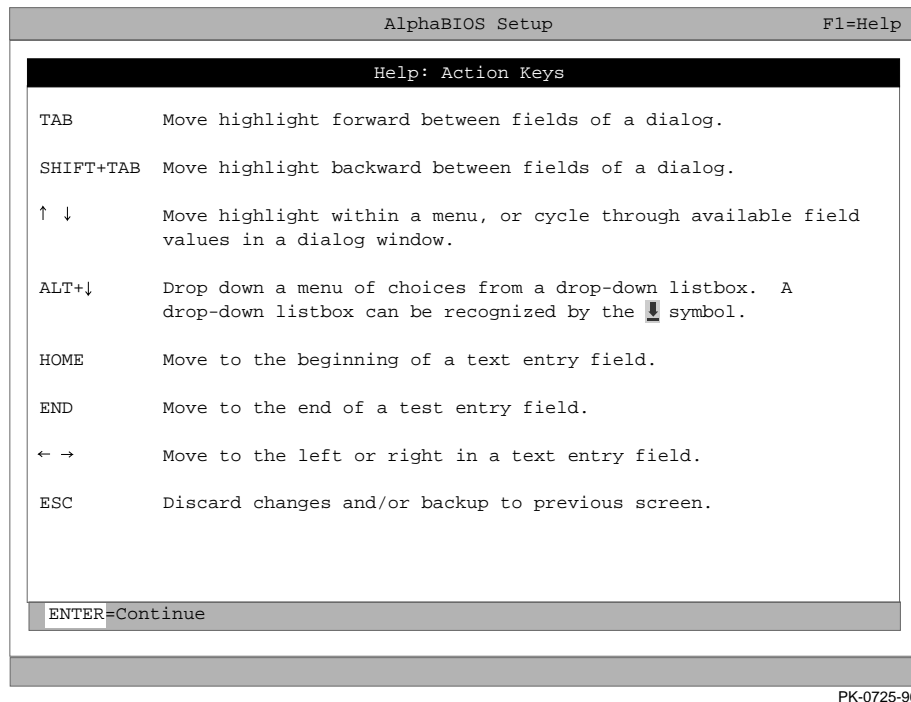 AlphaBIOS Setup F1=Help
Help: Action Keys
TAB Move highlight forward between fields of a dialog.
SHIFT+TAB Move highlight backward between fields of a dialog.
↑ ↓ Move highlight within a menu, or cycle through available field
values in a dialog window.
ALT+↓ Drop down a menu of choices from a drop-down listbox. A
drop-down listbox can be recognized by the ⬇ symbol.
HOME Move to the beginning of a text entry field.
END Move to the end of a test entry field.
← → Move to the left or right in a text entry field.
ESC Discard changes and/or backup to previous screen.
ENTER=Continue